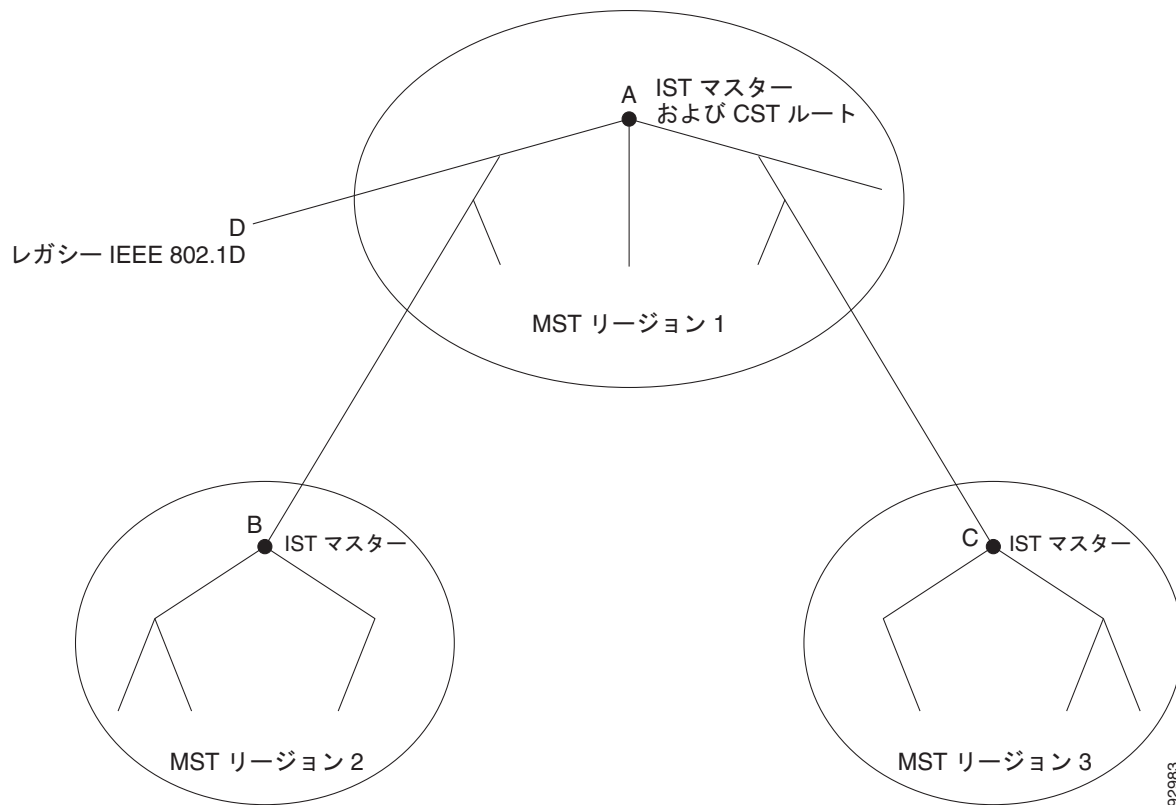 A
IST マスター
および CST ルート
D
レガシー IEEE 802.1D
MST リージョン 1
B
IST マスター
C
IST マスター
MST リージョン 2
MST リージョン 3
92983